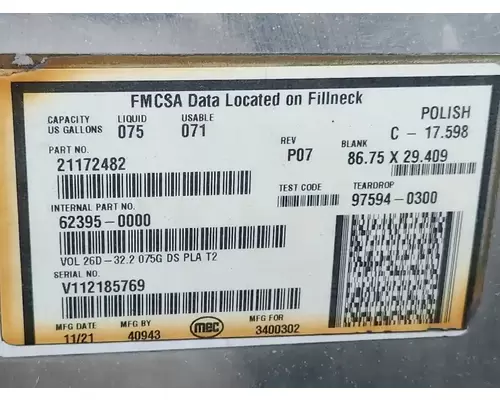 FMCSA Data Located on Fillneck
CAPACITY LIQUID USABLE POLISH
US GALLONS 075 071 C - 17.598
PART NO. REV BLANK
21172482 P07 86.75 X 29.409
TEST CODE TEARDROP
97594-0300
INTERNAL PART NO.
62395-0000
VOL 26D-32.2 075G DS PLA T2
SERIAL NO.
V112185769
MFG DATE MFG BY mec MFG FOR
11/21 40943 3400302